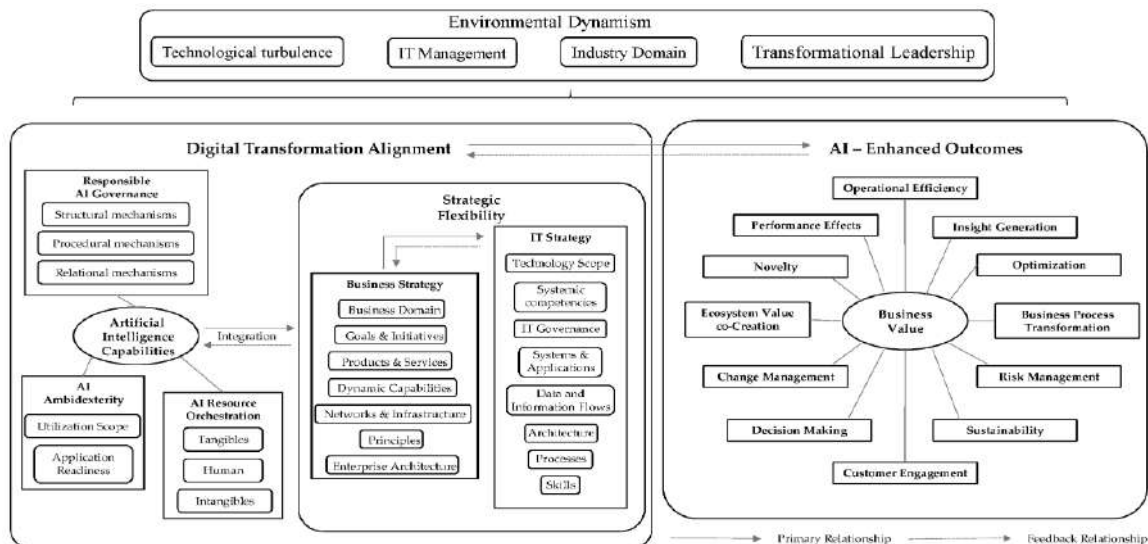 Environmental Dynamism
Technological turbulence
IT Management
Industry Domain
Transformational Leadership
Digital Transformation Alignment
Responsible
AI Governance
Structural mechanisms
Procedural mechanisms
Relational mechanisms
Artificial
Intelligence
Capabilities
Integration
AI
Ambidexterity
Utilization Scope
Application
Readiness
AI Resource
Orchestration
Tangibles
Human
Intangibles
Strategic
Flexibility
Business Strategy
Business Domain
Goals & Initiatives
Products & Services
Dynamic Capabilities
Networks & Infrastructure
Principles
Enterprise Architecture
IT Strategy
Technology Scope
Systemic
competencies
IT Governance
Systems &
Applications
Data and
Information Flows
Architecture
Processes
Skills
AI – Enhanced Outcomes
Operational Efficiency
Performance Effects
Insight Generation
Novelty
Optimization
Ecosystem Value
co-Creation
Business
Value
Business Process
Transformation
Change Management
Risk Management
Decision Making
Sustainability
Customer Engagement
Primary Relationship
Feedback Relationship